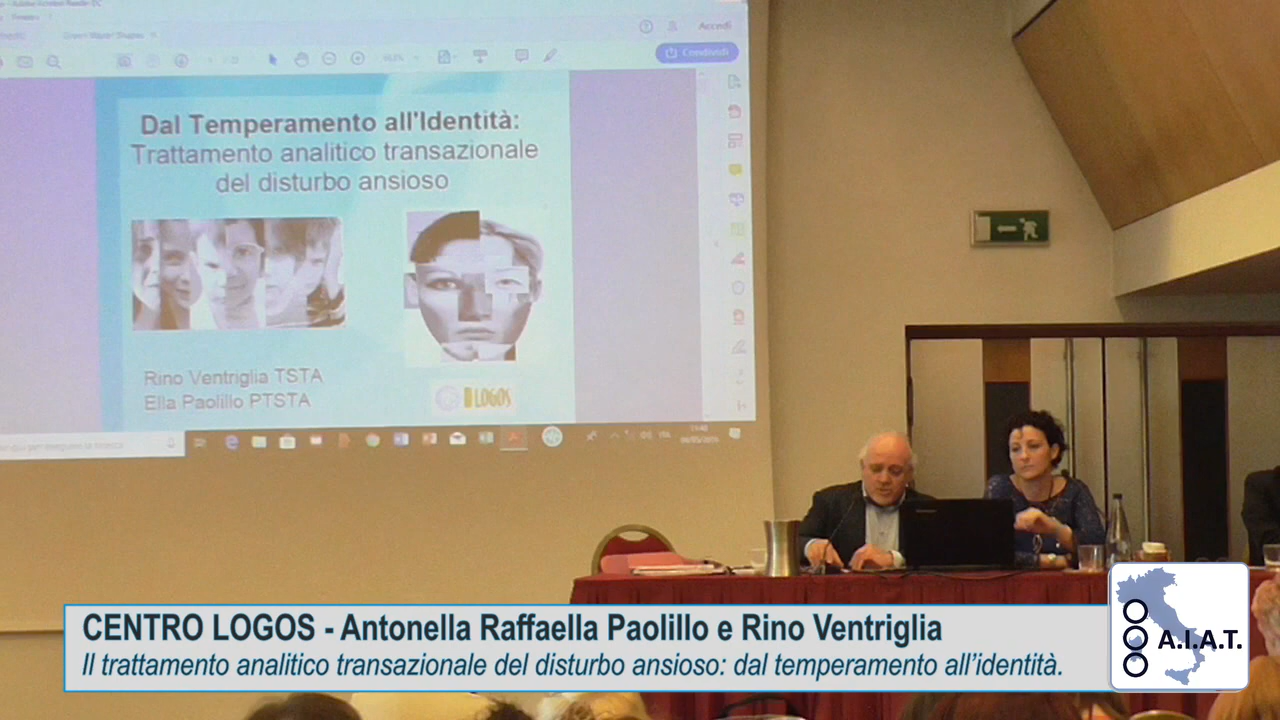 Accedi
Condividi
Dal Temperamento all'Identità:
Trattamento analitico transazionale
del disturbo ansioso
Rino Ventriglia TSTA
Ella Paolillo PTSTA
LOGOS
CENTRO LOGOS - Antonella Raffaella Paolillo e Rino Ventriglia
Il trattamento analitico transazionale del disturbo ansioso: dal temperamento all'identità.
A.I.A.T.